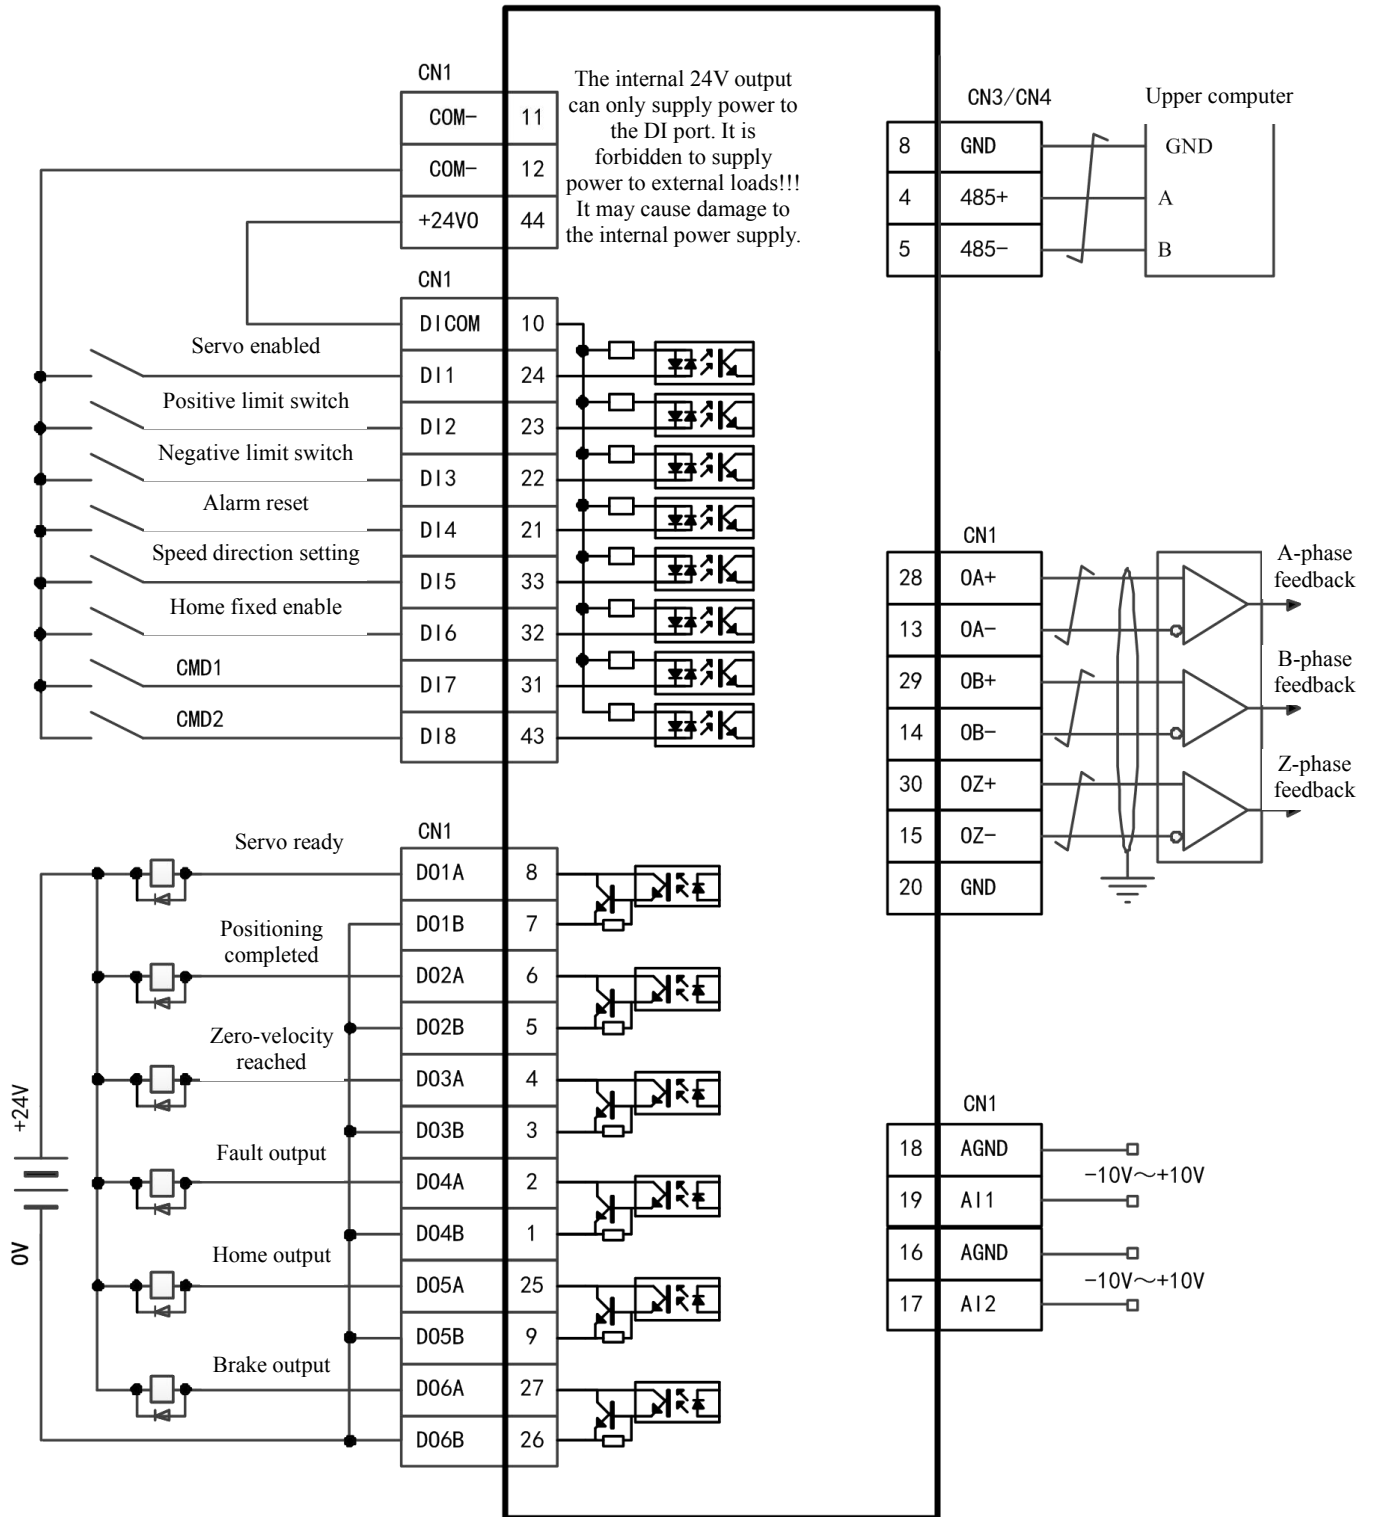 CN1
COM- 11
COM- 12
+24VO 44
The internal 24V output
can only supply power to
the DI port. It is
forbidden to supply
power to external loads!!!
It may cause damage to
the internal power supply.
CN1
DICOM 10
Servo enabled
DI1 24
Positive limit switch
DI2 23
Negative limit switch
DI3 22
Alarm reset
DI4 21
Speed direction setting
DI5 33
Home fixed enable
DI6 32
CMD1
DI7 31
CMD2
DI8 43
CN1
Servo ready
DO1A 8
DO1B 7
Positioning
completed
DO2A 6
DO2B 5
Zero-velocity
reached
DO3A 4
DO3B 3
Fault output
DO4A 2
DO4B 1
Home output
DO5A 25
DO5B 9
Brake output
DO6A 27
DO6B 26
+24V
0V
CN3/CN4
Upper computer
8 GND GND
4 485+ A
5 485- B
CN1
28 OA+
13 OA-
29 OB+
14 OB-
30 OZ+
15 OZ-
20 GND
A-phase
feedback
B-phase
feedback
Z-phase
feedback
CN1
18 AGND
-10V～+10V
19 AI1
16 AGND
-10V～+10V
17 AI2